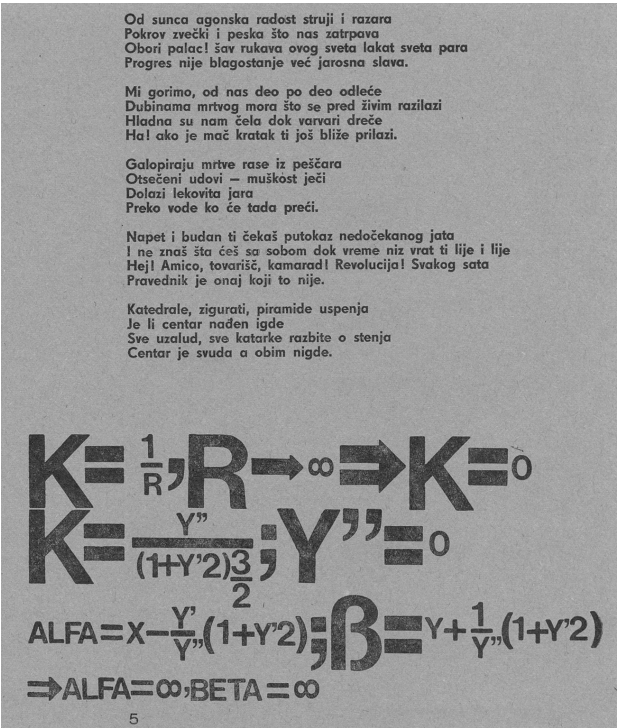 Od sunca agonska radost struji i razara
Pokrov zvečki i peska što nas zatrpava
Obori palac! šav rukava ovog sveta lakat sveta para
Progres nije blagostanje već jarosna slava.
Mi gorimo, od nas deo po deo odleće
Dubinama mrtvog mora što se pred živim razilazi
Hladna su nam čela dok varvari dreče
Ha! ako je mač kratak ti još bliže prilazi.
Galopiraju mrtve rase iz peščara
Otsečeni udovi — muškost ječi
Dolazi lekovita jara
Preko vode ko će tada preći.
Napet i budan ti čekaš putokaz nedočekanog jata
I ne znaš šta ćeš sa sobom dok vreme niz vrat ti lije i lije
Hej! Amico, tovarišč, kamarad! Revolucija! Svakog sata
Pravednik je onaj koji to nije.
Katedrale, zigurati, piramide uspenja
Je li centar nađen igde
Sve uzalud, sve katarke razbite o stenja
Centar je svuda a obim nigde.
K= 1/R, R→∞⇒K=0
K= Y’’/(1+Y’2)3/2; Y’’=0
ALFA=X−Y’/Y’’(1+Y’2); ß=Y+1/Y’’(1+Y’2)
⇒ALFA=∞, BETA=∞
5